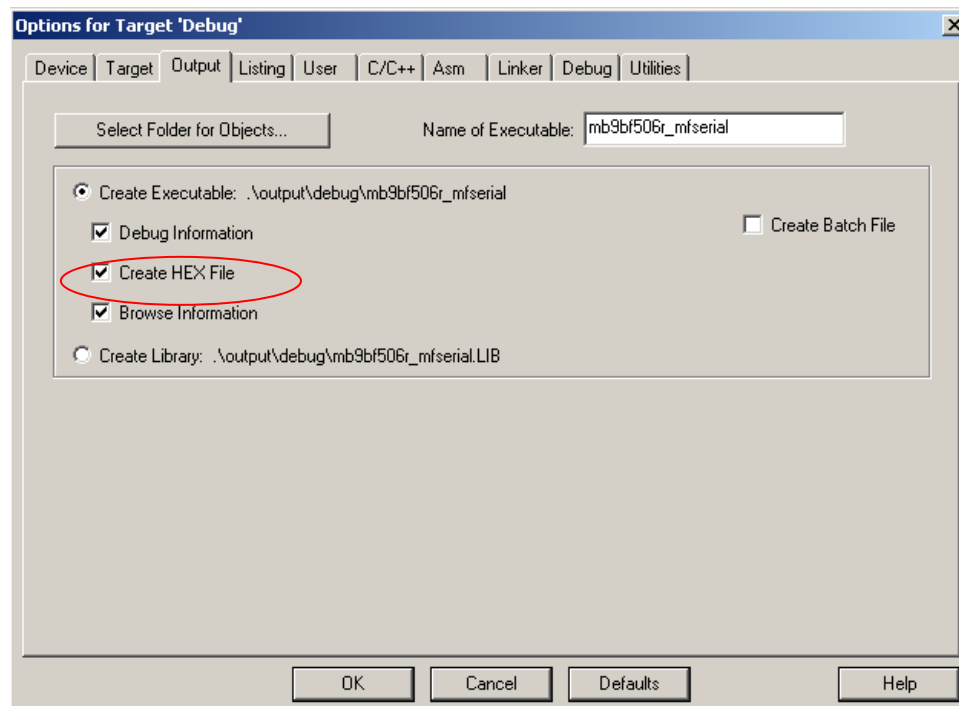 Options for Target 'Debug'
Device Target Output Listing User C/C++ Asm Linker Debug Utilities
Select Folder for Objects... Name of Executable: mb9bf506r_mfserial
Create Executable: .\output\debug\mb9bf506r_mfserial
Debug Information Create Batch File
Create HEX File
Browse Information
Create Library: .\output\debug\mb9bf506r_mfserial.LIB
OK Cancel Defaults Help